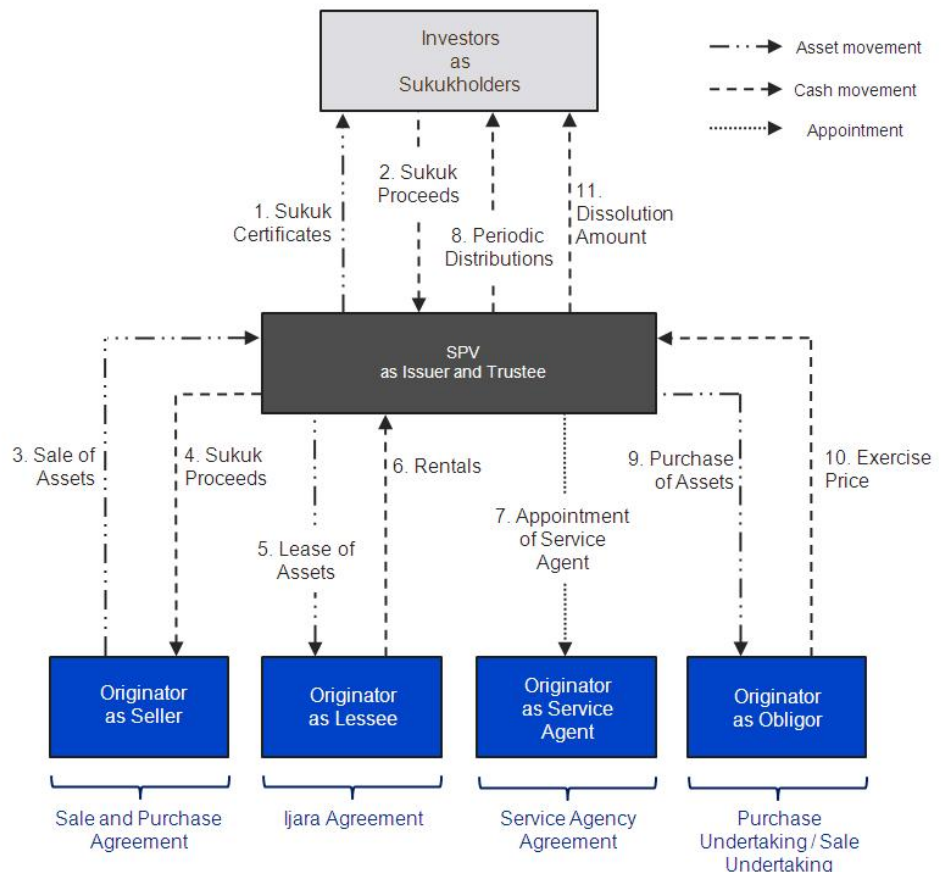 Investors
as
Sukukholders
Asset movement
Cash movement
Appointment
1. Sukuk
Certificates
2. Sukuk
Proceeds
8. Periodic
Distributions
11.
Dissolution
Amount
SPV
as Issuer and Trustee
3. Sale of
Assets
4. Sukuk
Proceeds
5. Lease of
Assets
6. Rentals
7. Appointment
of Service
Agent
9. Purchase
of Assets
10. Exercise
Price
Originator
as Seller
Originator
as Lessee
Originator
as Service
Agent
Originator
as Obligor
Sale and Purchase
Agreement
Ijara Agreement
Service Agency
Agreement
Purchase
Undertaking / Sale
Undertaking